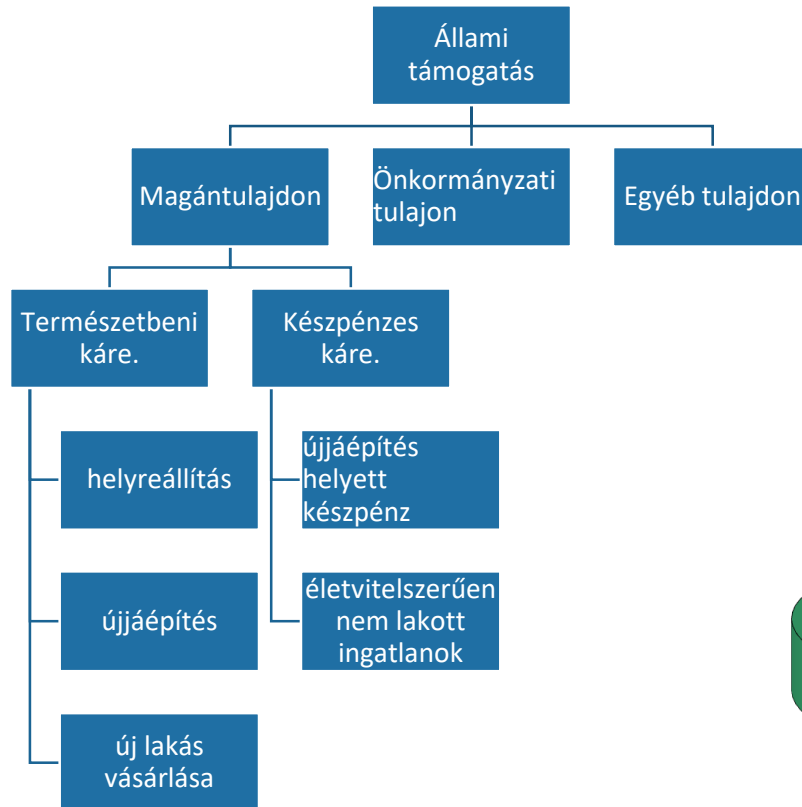 Állami
támogatás
Magántulajdon
Önkormányzati
tulajon
Egyéb tulajdon
Természetbeni
káre.
Készpénzes
káre.
helyreállítás
újjáépítés
helyett
készpénz
újjáépítés
életvitelszerűen
nem lakott
ingatlanok
új lakás
vásárlása